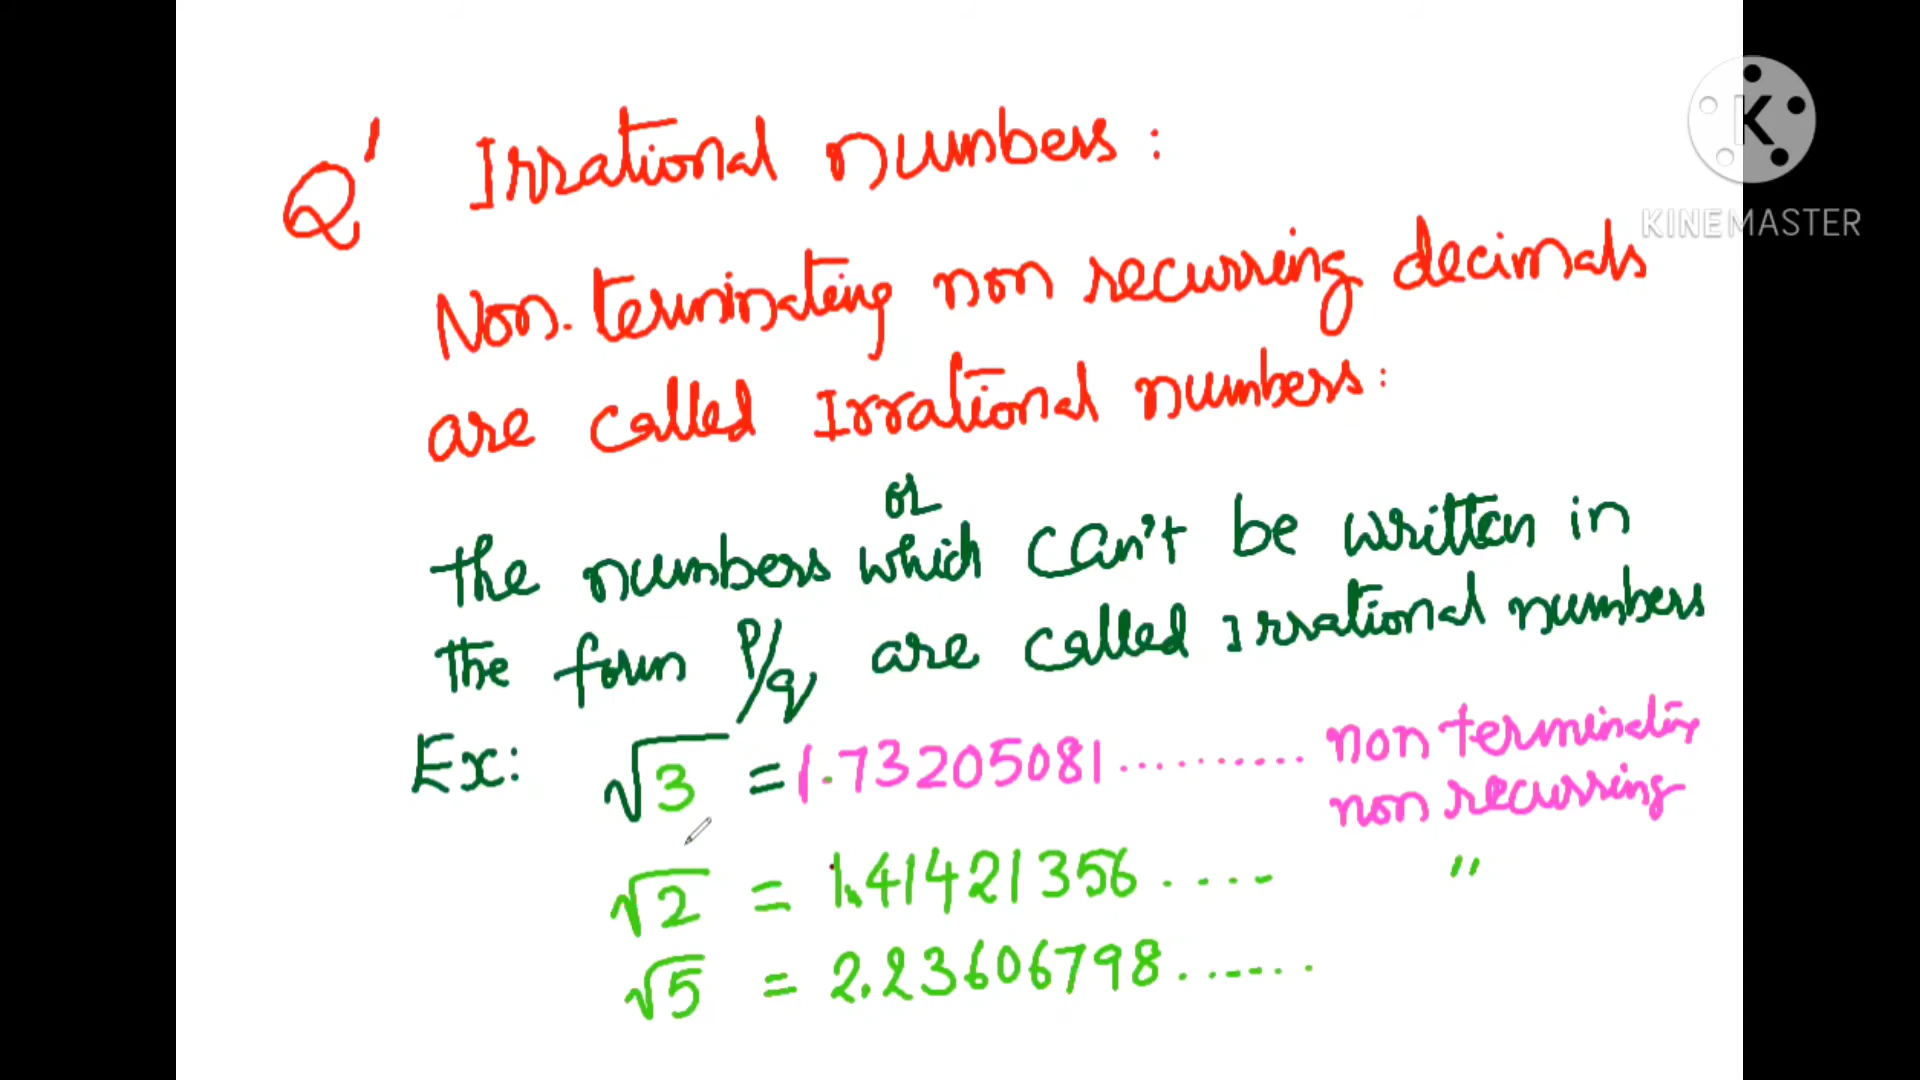 Q' Irrational numbers:
KINEMASTER
Non-terminating non recurring decimals
are called Irrational numbers:
or
the numbers which can't be written in
the form P/q are called Irrational numbers
Ex: √3 = 1.73205081.......... non terminating
non recurring
√2 = 1.41421356..... "
√5 = 2.23606798.......